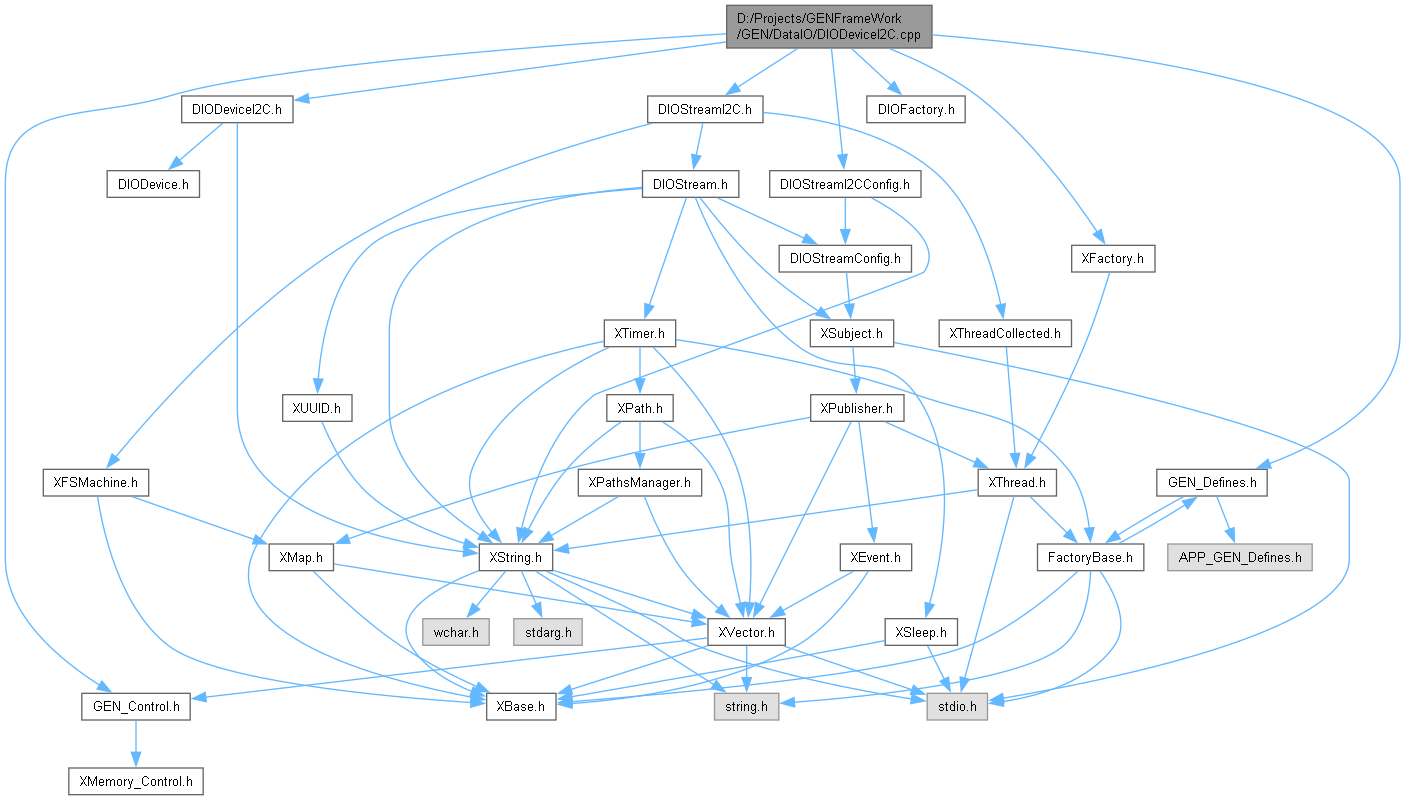 D:/Projects/GENFrameWork
/GEN/DataIO/DIODeviceI2C.cpp
DIODeviceI2C.h
DIOStreamI2C.h
DIOFactory.h
DIODevice.h
DIOStream.h
DIOStreamI2CConfig.h
DIOStreamConfig.h
XFactory.h
XTimer.h
XSubject.h
XThreadCollected.h
XUUID.h
XPath.h
XPublisher.h
XFSMachine.h
XPathsManager.h
XThread.h
GEN_Defines.h
XMap.h
XString.h
XEvent.h
FactoryBase.h
APP_GEN_Defines.h
wchar.h
stdarg.h
XVector.h
XSleep.h
GEN_Control.h
XBase.h
string.h
stdio.h
XMemory_Control.h